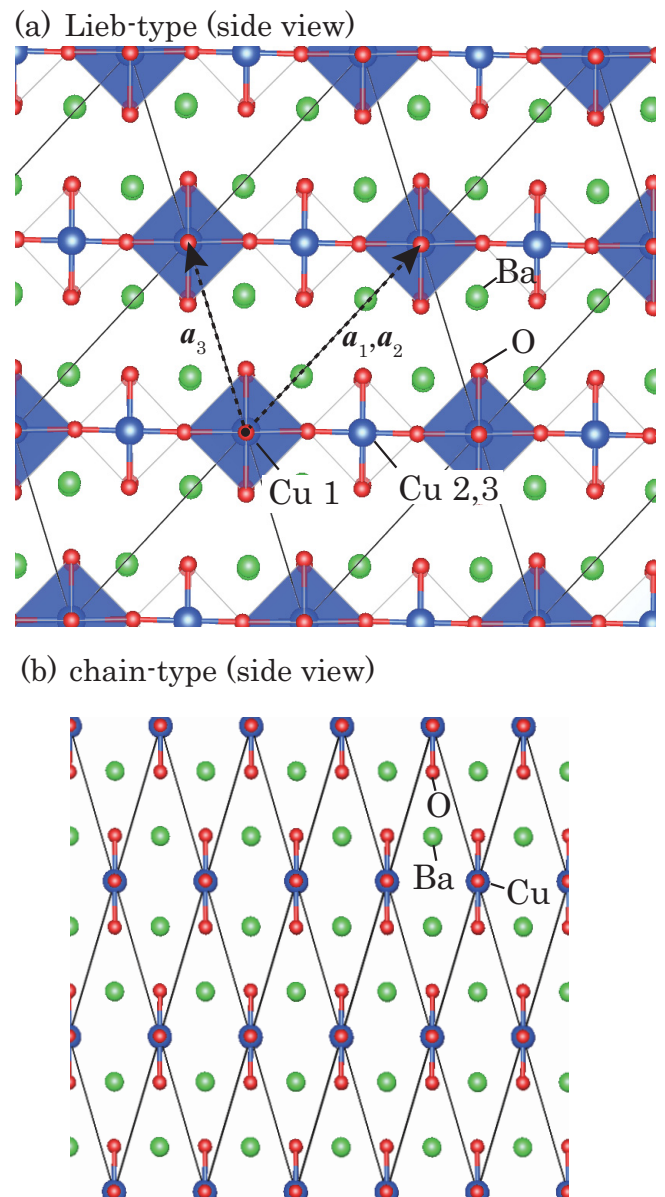 (a) Lieb-type (side view)
Ba
a₃
a₁,a₂
O
Cu 1
Cu 2,3
(b) chain-type (side view)
O
Ba
Cu